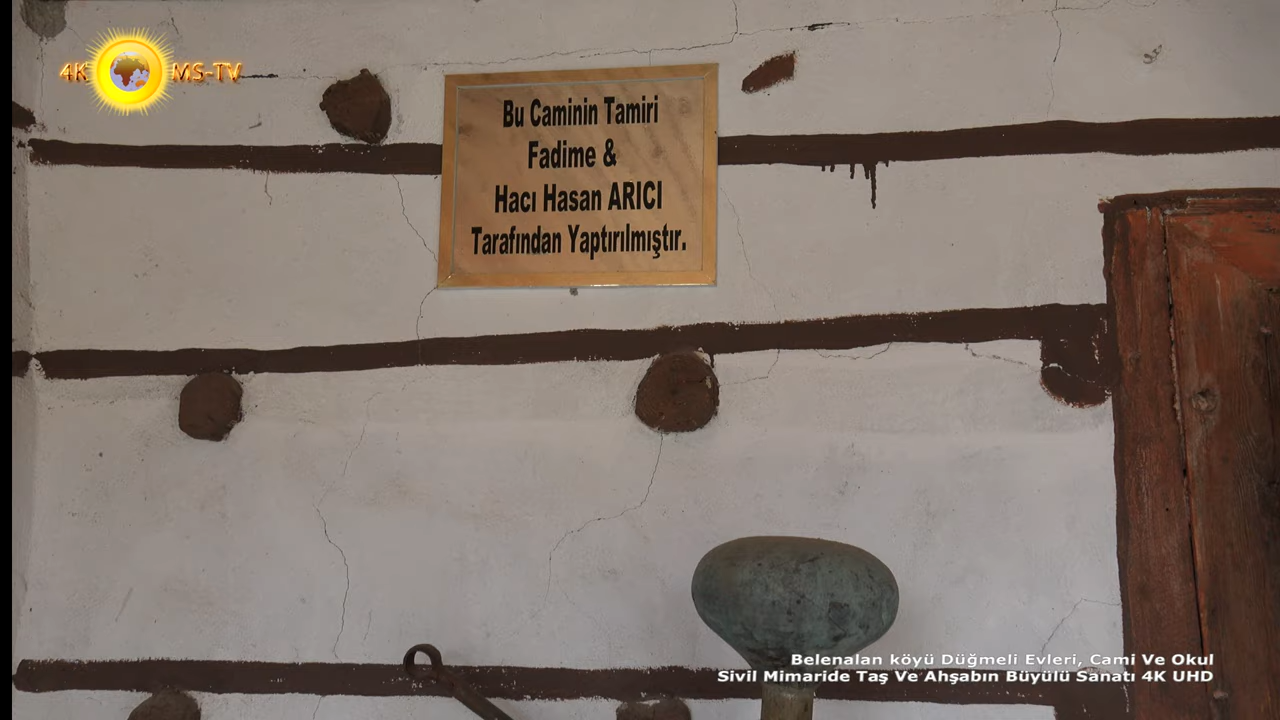 4K MS-TV
Bu Caminin Tamiri
Fadime &
Hacı Hasan ARICI
Tarafından Yaptırılmıştır.
Belenalan köyü Düğmeli Evleri, Cami Ve Okul
Sivil Mimaride Taş Ve Ahşabın Büyülü Sanatı 4K UHD